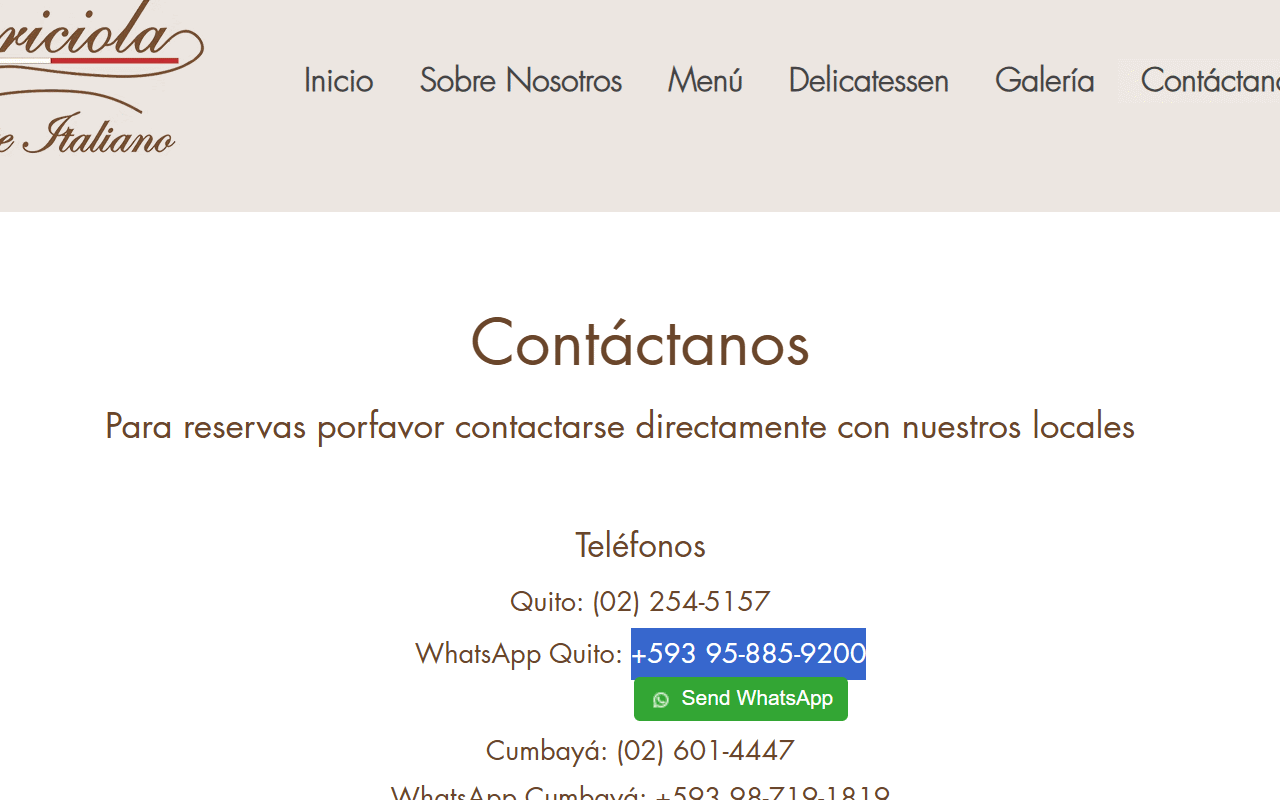 riciola
e Italiano
Inicio Sobre Nosotros Menú Delicatessen Galería Contáctan
Contáctanos
Para reservas porfavor contactarse directamente con nuestros locales
Teléfonos
Quito: (02) 254-5157
WhatsApp Quito: +593 95-885-9200
Send WhatsApp
Cumbayá: (02) 601-4447
WhatsApp Cumbayá: +593 98-719-1819